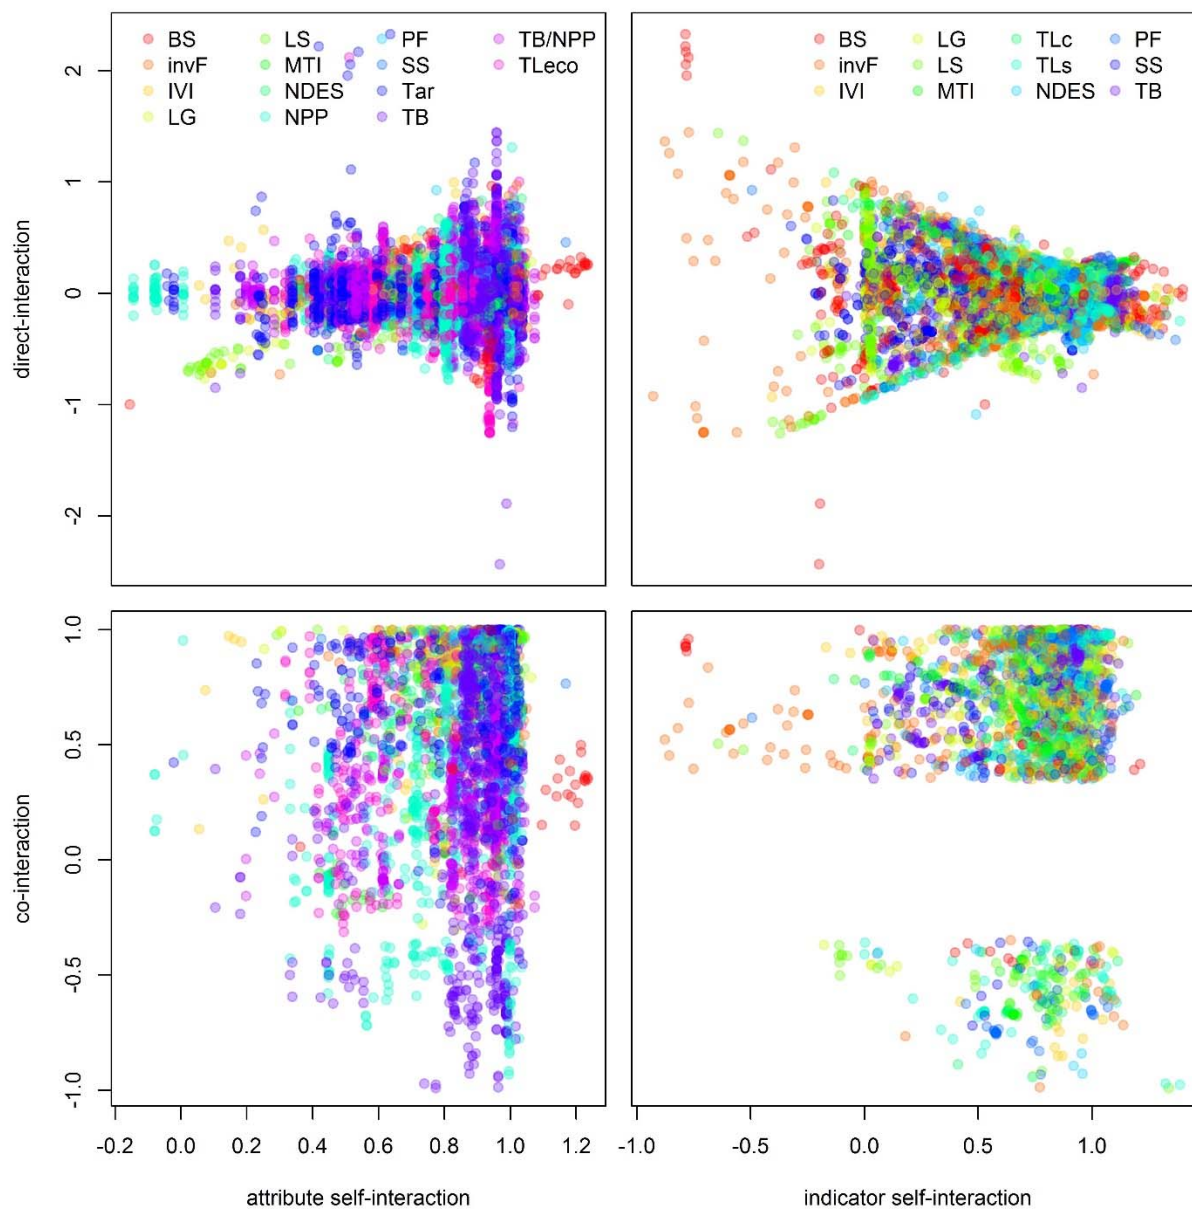 BS LS PF TB/NPP BS LG TLc PF
invF MTI SS TLeco invF LS TLs SS
IVI NDES Tar IVI MTI NDES TB
LG NPP TB
2
1
0
-1
-2
direct-interaction
1.0
0.5
0.0
-0.5
-1.0
co-interaction
-0.2 0.0 0.2 0.4 0.6 0.8 1.0 1.2 -1.0 -0.5 0.0 0.5 1.0
attribute self-interaction indicator self-interaction